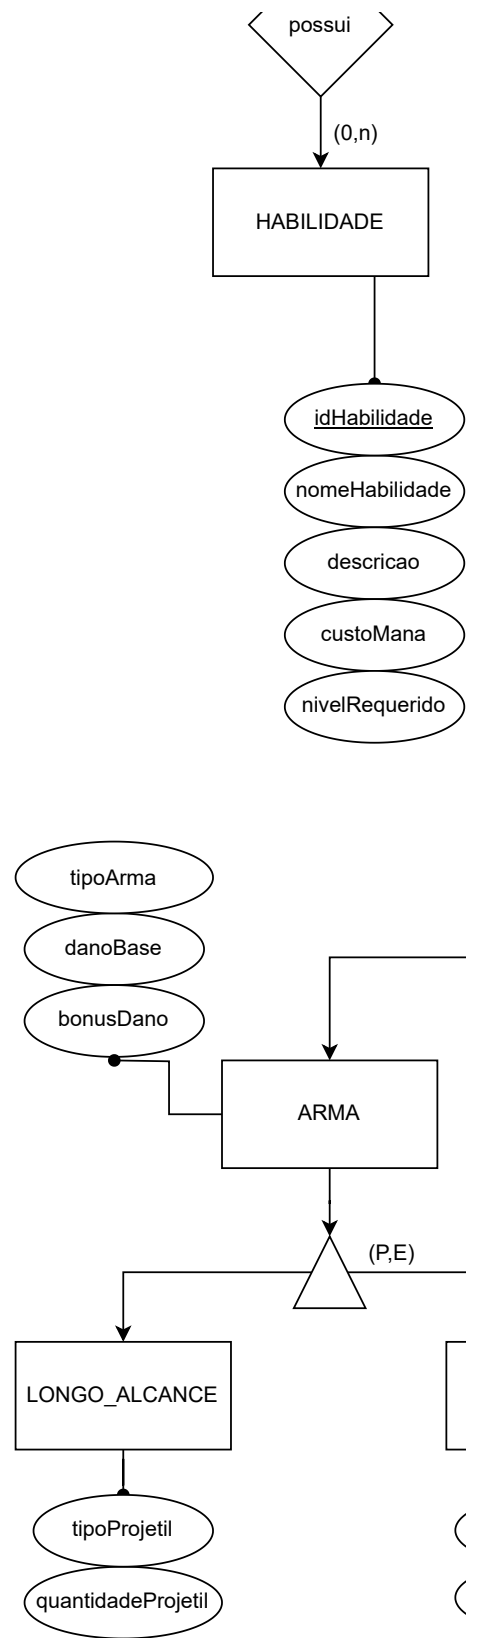 possui
(0,n)
HABILIDADE
idHabilidade
nomeHabilidade
descricao
custoMana
nivelRequerido
tipoArma
danoBase
bonusDano
ARMA
(P,E)
LONGO_ALCANCE
tipoProjetil
quantidadeProjetil